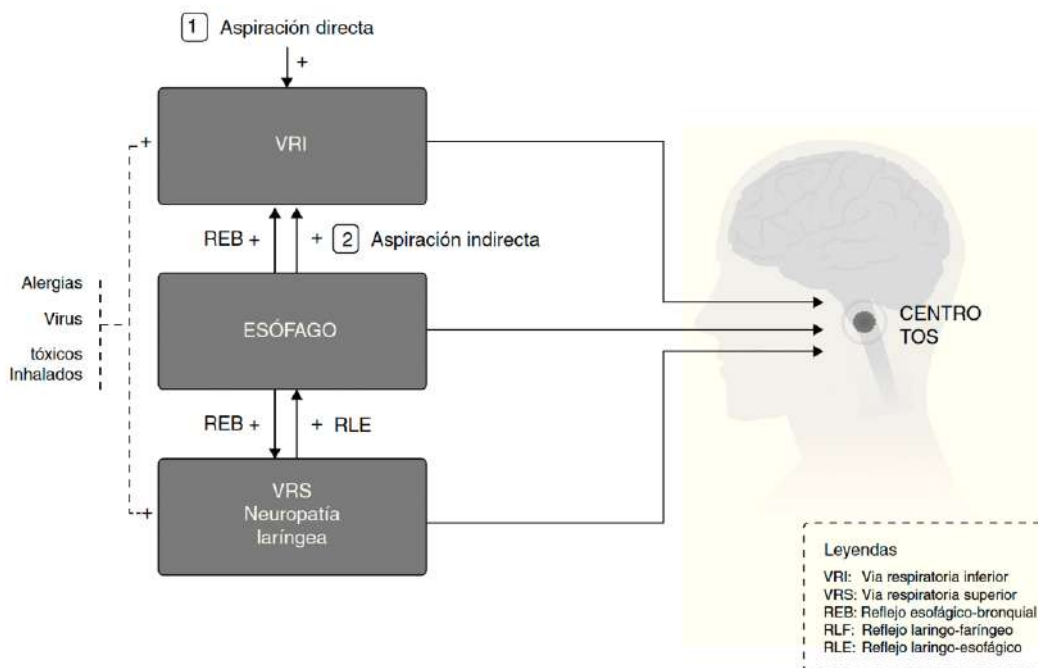 1 Aspiración directa
+
VRI
+
REB +
+ 2 Aspiración indirecta
Alergias
Virus
tóxicos
Inhalados
ESÓFAGO
CENTRO
TOS
REB +
+ RLE
VRS
Neuropatía
laríngea
+
Leyendas
VRI: Via respiratoria inferior
VRS: Via respiratoria superior
REB: Reflejo esofágico-bronquial
RLF: Reflejo laringo-faríngeo
RLE: Reflejo laringo-esofágico